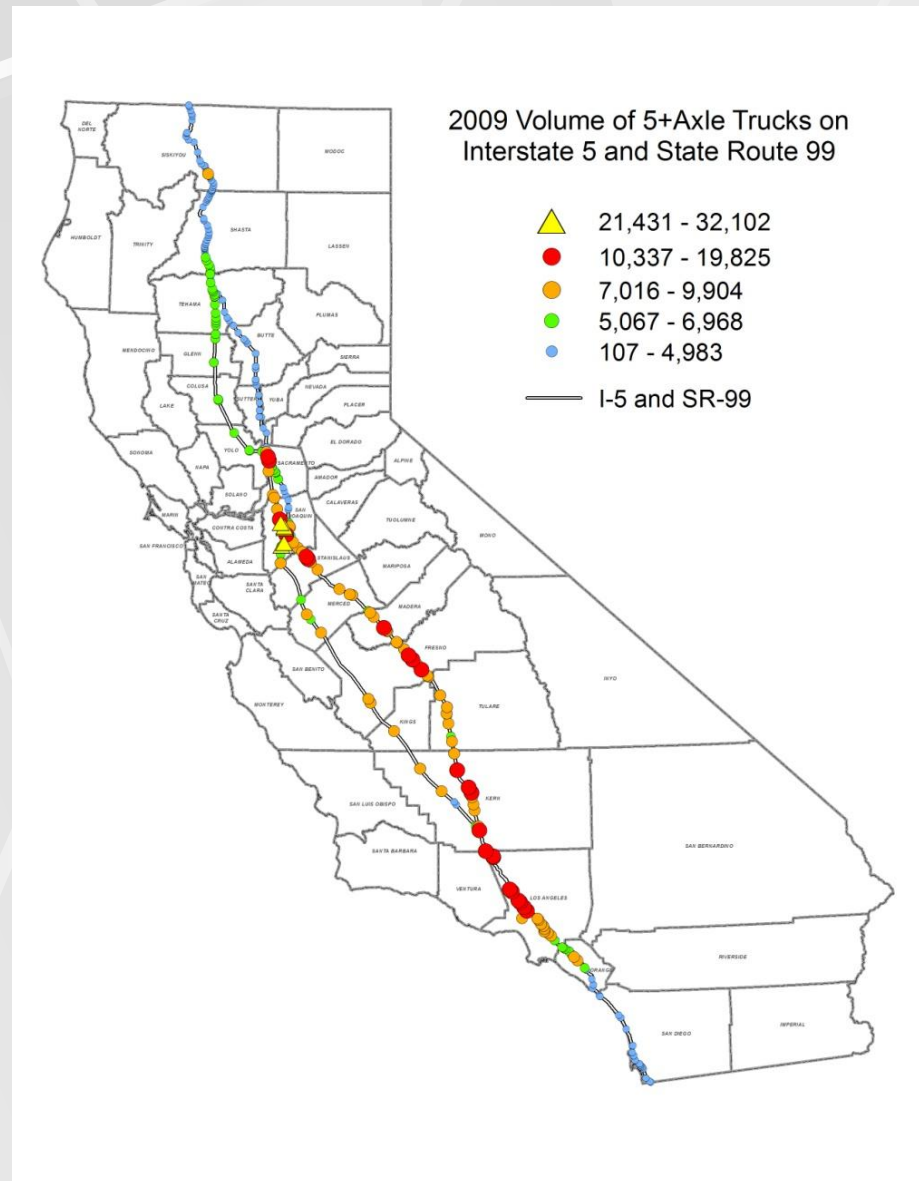 2009 Volume of 5+Axle Trucks on
Interstate 5 and State Route 99
21,431 - 32,102
10,337 - 19,825
7,016 - 9,904
5,067 - 6,968
107 - 4,983
I-5 and SR-99
DEL NORTE
SISKIYOU
MODOC
HUMBOLDT
TRINITY
SHASTA
LASSEN
TEHAMA
PLUMAS
BUTTE
MENDOCINO
GLENN
SIERRA
COLUSA
NEVADA
LAKE
SUTTER
YUBA
PLACER
SONOMA
YOLO
EL DORADO
NAPA
SACRAMENTO
ALPINE
AMADOR
SOLANO
CALAVERAS
MARIN
SAN JOAQUIN
CONTRA COSTA
TUOLUMNE
MONO
SAN FRANCISCO
ALAMEDA
STANISLAUS
MARIPOSA
SAN MATEO
SANTA CLARA
MERCED
MADERA
SANTA CRUZ
FRESNO
SAN BENITO
INYO
MONTEREY
TULARE
KINGS
SAN LUIS OBISPO
KERN
SANTA BARBARA
SAN BERNARDINO
VENTURA
LOS ANGELES
RIVERSIDE
ORANGE
SAN DIEGO
IMPERIAL